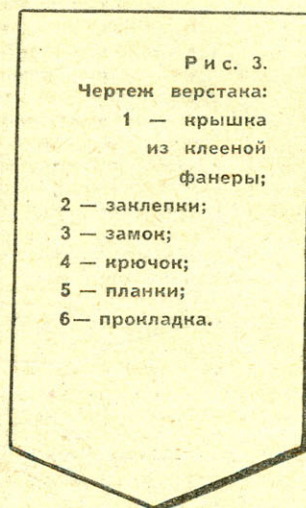 Рис. 3.
Чертеж верстака:
1 — крышка
из клееной
фанеры;
2 — заклепки;
3 — замок;
4 — крючок;
5 — планки;
6— прокладка.